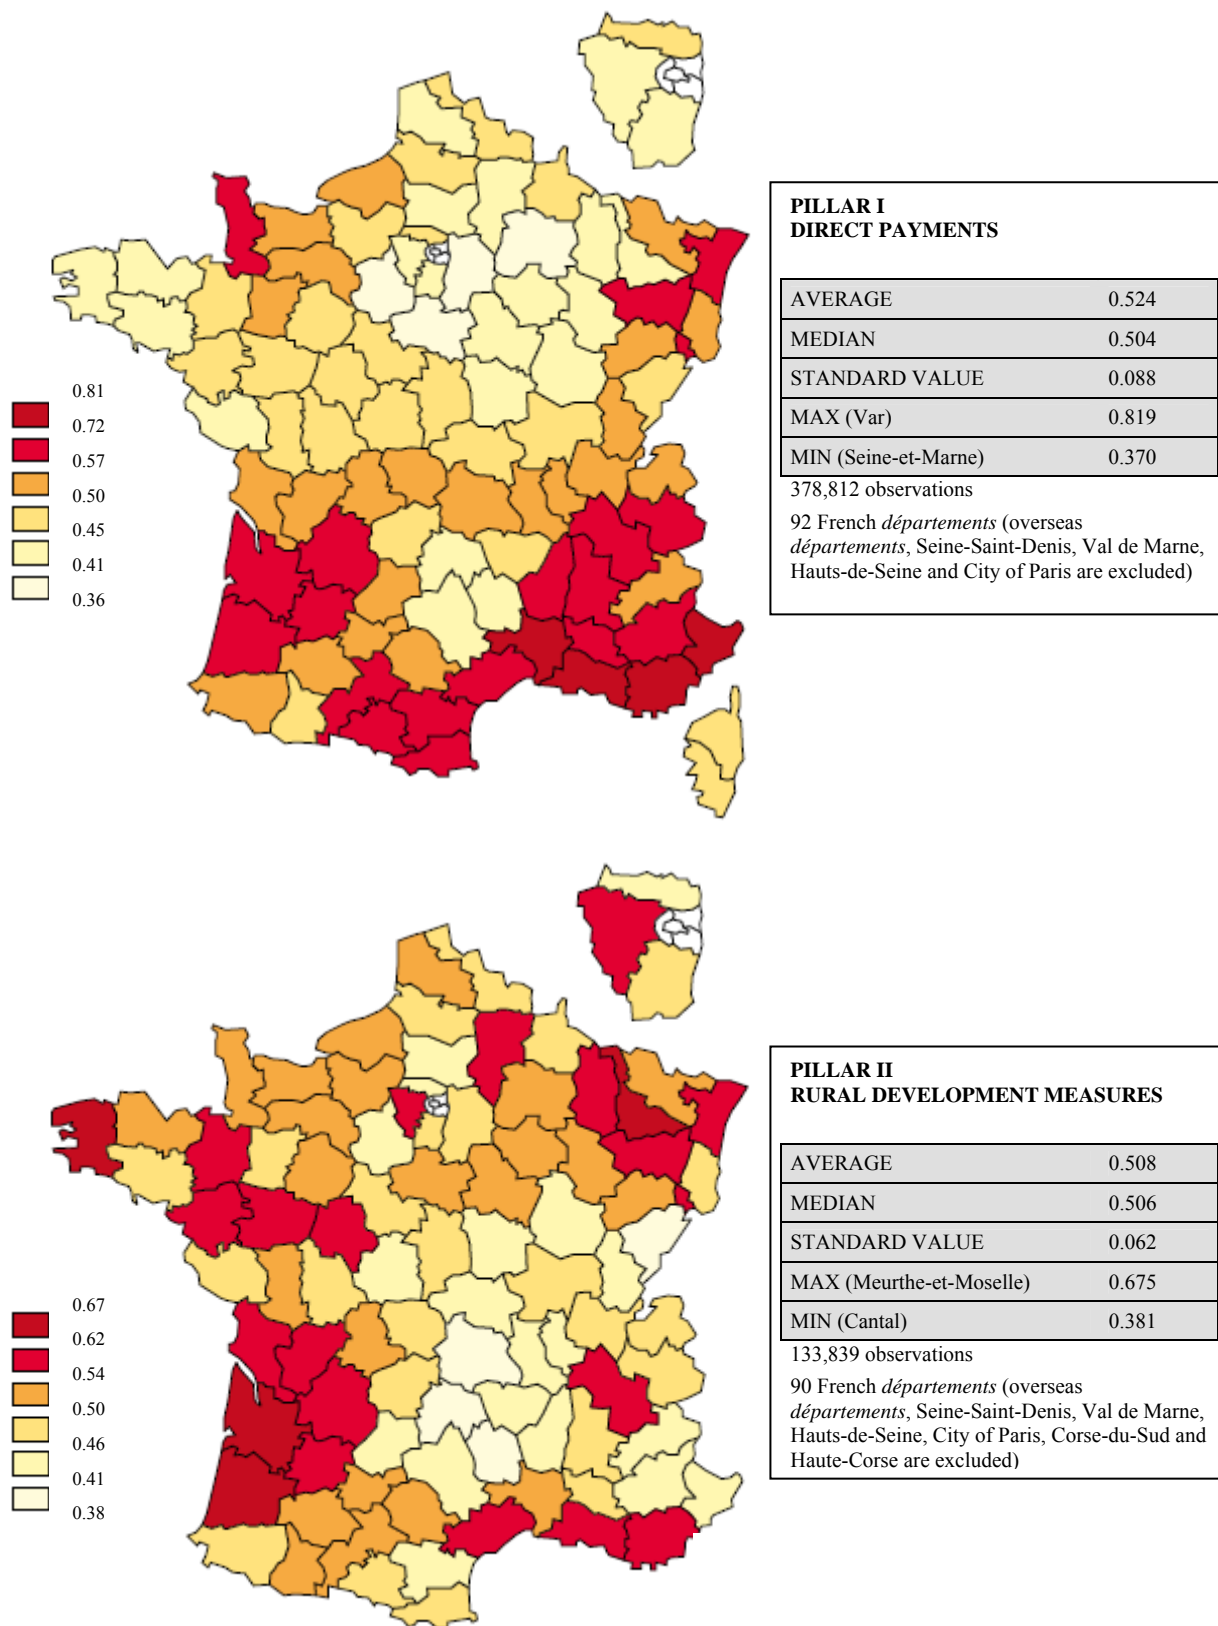 0.81
0.72
0.57
0.50
0.45
0.41
0.36
PILLAR I
DIRECT PAYMENTS
AVERAGE 0.524
MEDIAN 0.504
STANDARD VALUE 0.088
MAX (Var) 0.819
MIN (Seine-et-Marne) 0.370
378,812 observations
92 French départements (overseas
départements, Seine-Saint-Denis, Val de Marne,
Hauts-de-Seine and City of Paris are excluded)
0.67
0.62
0.54
0.50
0.46
0.41
0.38
PILLAR II
RURAL DEVELOPMENT MEASURES
AVERAGE 0.508
MEDIAN 0.506
STANDARD VALUE 0.062
MAX (Meurthe-et-Moselle) 0.675
MIN (Cantal) 0.381
133,839 observations
90 French départements (overseas
départements, Seine-Saint-Denis, Val de Marne,
Hauts-de-Seine, City of Paris, Corse-du-Sud and
Haute-Corse are excluded)